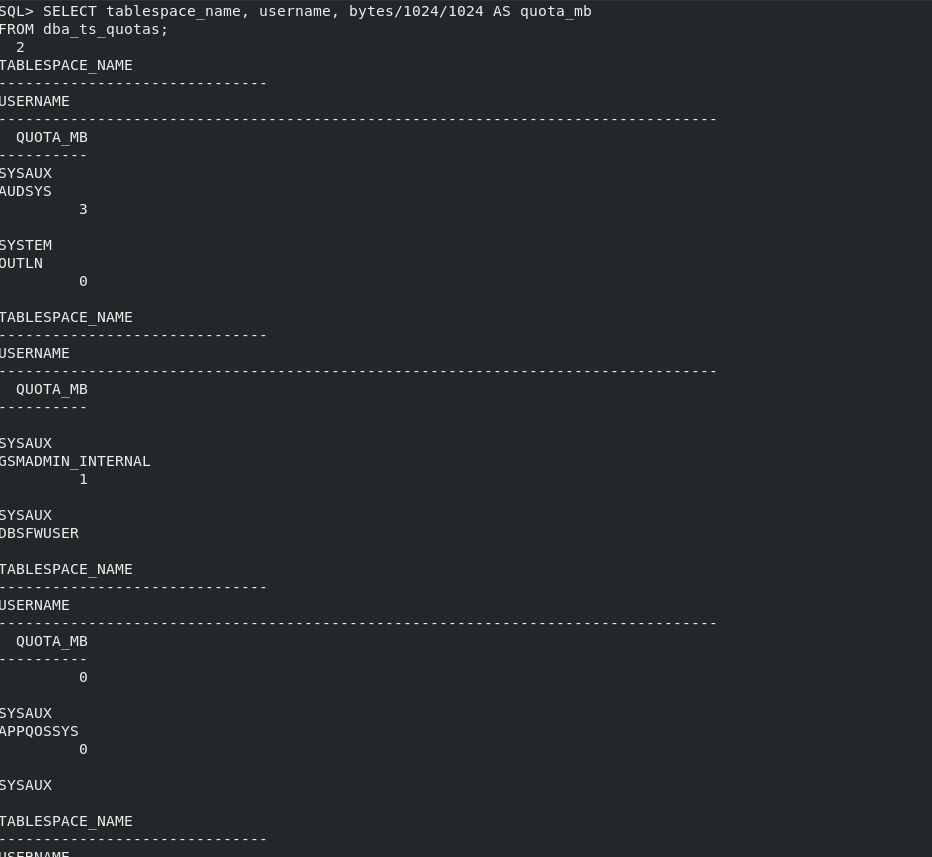 SQL> SELECT tablespace_name, username, bytes/1024/1024 AS quota_mb
FROM dba_ts_quotas;
  2
TABLESPACE_NAME
------------------------------
USERNAME
--------------------------------------------------------------------------------
  QUOTA_MB
----------
SYSAUX
AUDSYS
         3

SYSTEM
OUTLN
         0

TABLESPACE_NAME
------------------------------
USERNAME
--------------------------------------------------------------------------------
  QUOTA_MB
----------

SYSAUX
GSMADMIN_INTERNAL
         1

SYSAUX
DBSFWUSER

TABLESPACE_NAME
------------------------------
USERNAME
--------------------------------------------------------------------------------
  QUOTA_MB
----------
         0

SYSAUX
APPQOSSYS
         0

SYSAUX

TABLESPACE_NAME
------------------------------
USERNAME